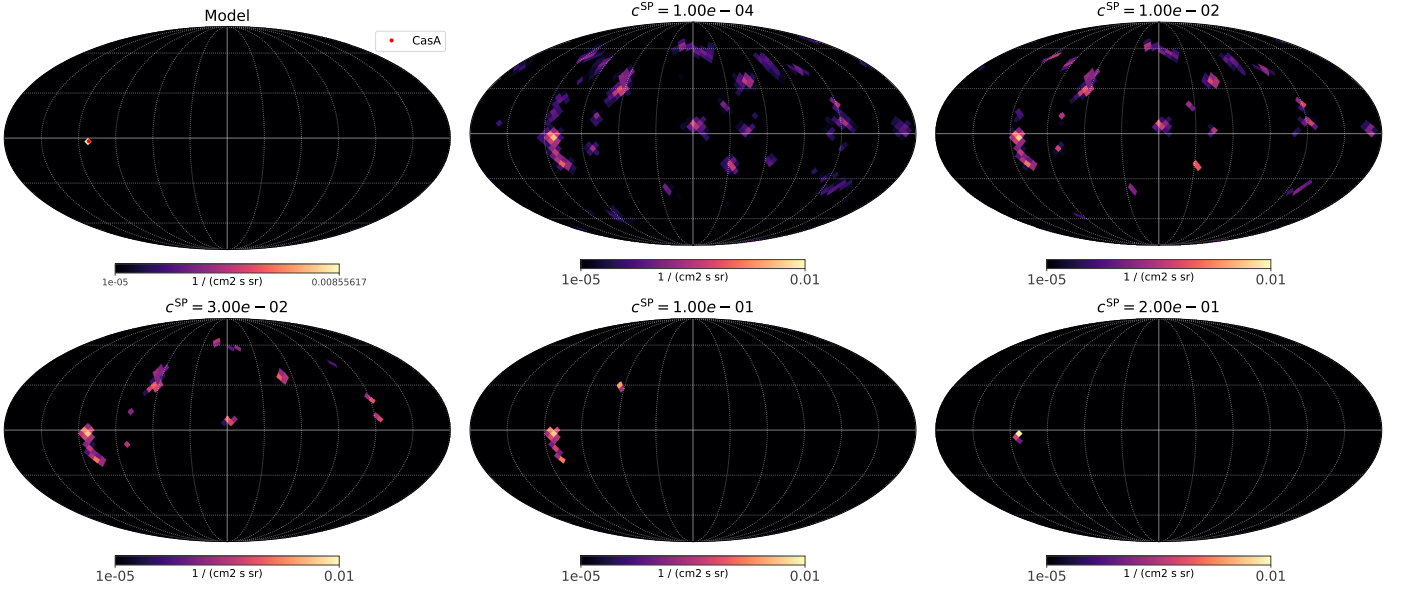 Model
CasA
1e-05
1 / (cm2 s sr)
0.00855617
c^SP = 1.00e − 04
1e-05
1 / (cm2 s sr)
0.01
c^SP = 1.00e − 02
1e-05
1 / (cm2 s sr)
0.01
c^SP = 3.00e − 02
1e-05
1 / (cm2 s sr)
0.01
c^SP = 1.00e − 01
1e-05
1 / (cm2 s sr)
0.01
c^SP = 2.00e − 01
1e-05
1 / (cm2 s sr)
0.01